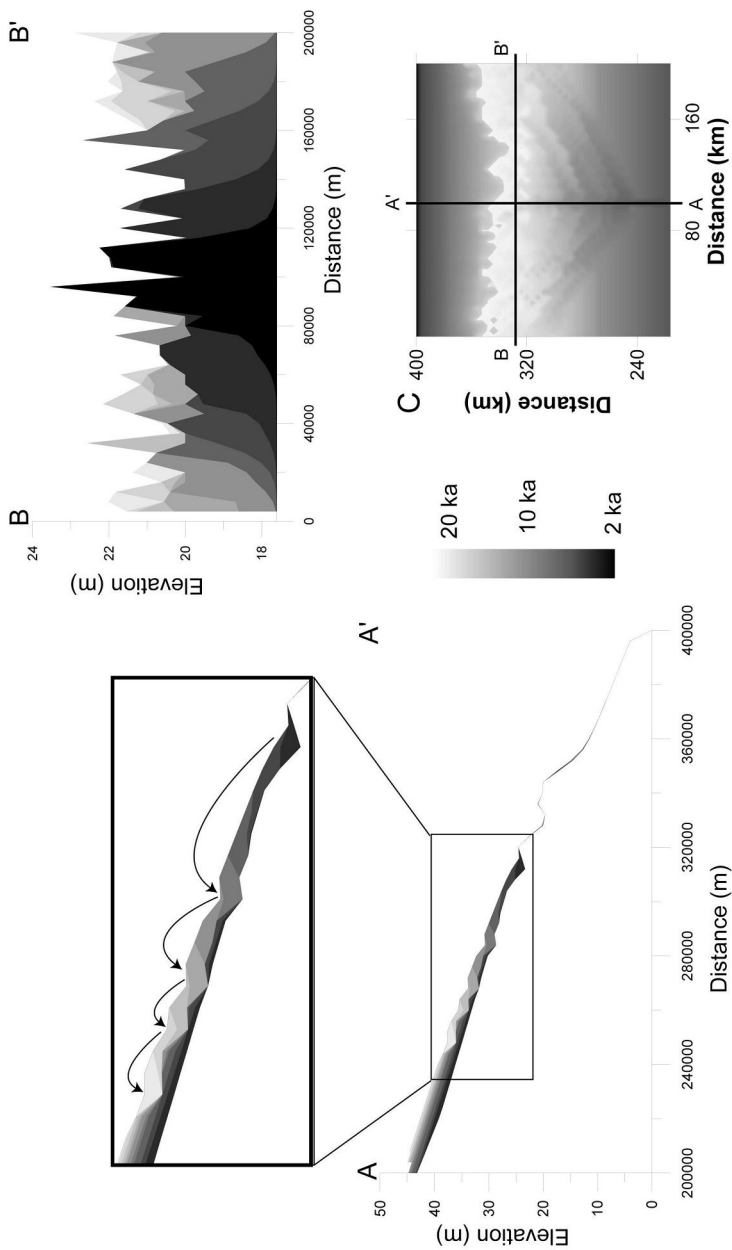 B
B'
Elevation (m)
24
22
20
18
0
40000
80000
120000
160000
200000
Distance (m)
A
A'
Elevation (m)
50
40
30
20
10
0
200000
240000
280000
320000
360000
400000
Distance (m)
20 ka
10 ka
2 ka
C
A'
A
B
B'
400
320
240
Distance (km)
80
160
Distance (km)